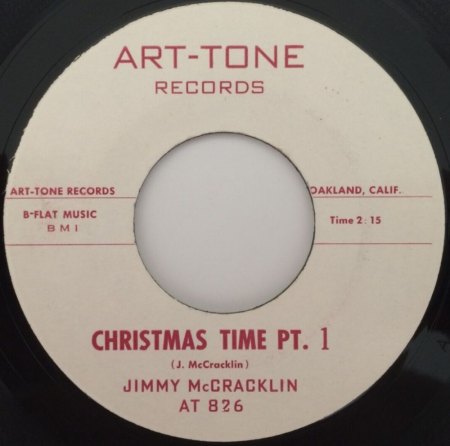 ART-TONE
RECORDS
ART-TONE RECORDS
OAKLAND, CALIF.
B-FLAT MUSIC
BMI
Time 2:15
CHRISTMAS TIME PT. 1
(J. McCracklin)
JIMMY McCRACKLIN
AT 826